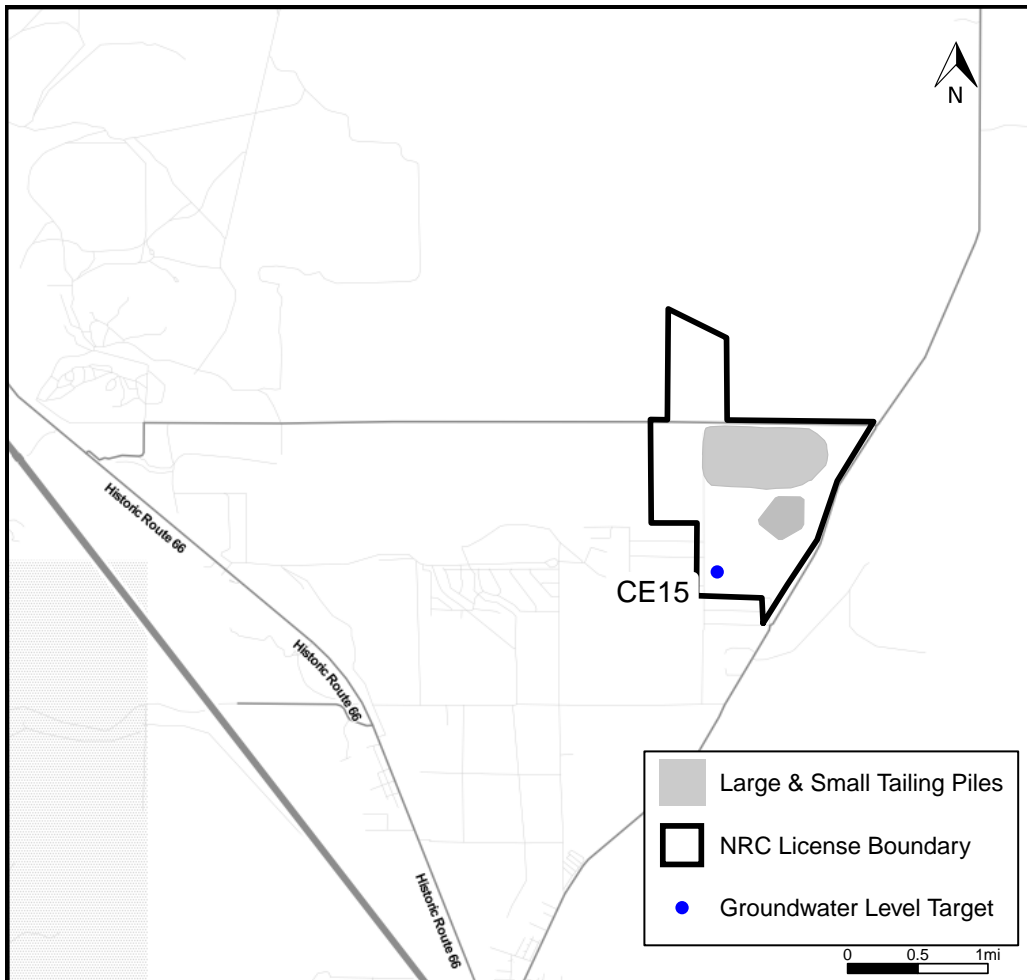 N
Historic Route 66
Historic Route 66
CE15
Historic Route 66
Large & Small Tailing Piles
NRC License Boundary
Groundwater Level Target
0 0.5 1mi